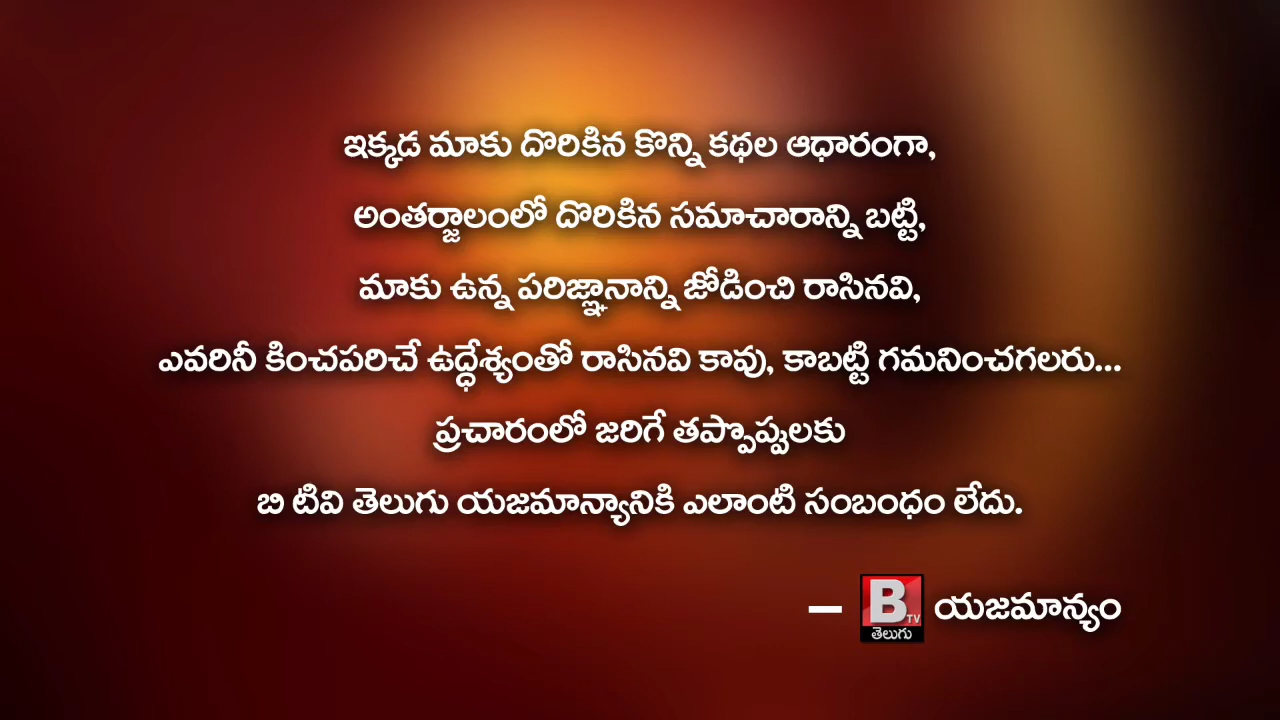 ఇక్కడ మాకు దొరికిన కొన్ని కథల ఆధారంగా,
అంతర్జాలంలో దొరికిన సమాచారాన్ని బట్టి,
మాకు ఉన్న పరిజ్ఞానాన్ని జోడించి రాసినవి,
ఎవరినీ కించపరిచే ఉద్ధేశ్యంతో రాసినవి కావు, కాబట్టి గమనించగలరు...
ప్రచారంలో జరిగే తప్పొప్పులకు
బి టివి తెలుగు యజమాన్యానికి ఎలాంటి సంబంధం లేదు.
– B TV తెలుగు యజమాన్యం